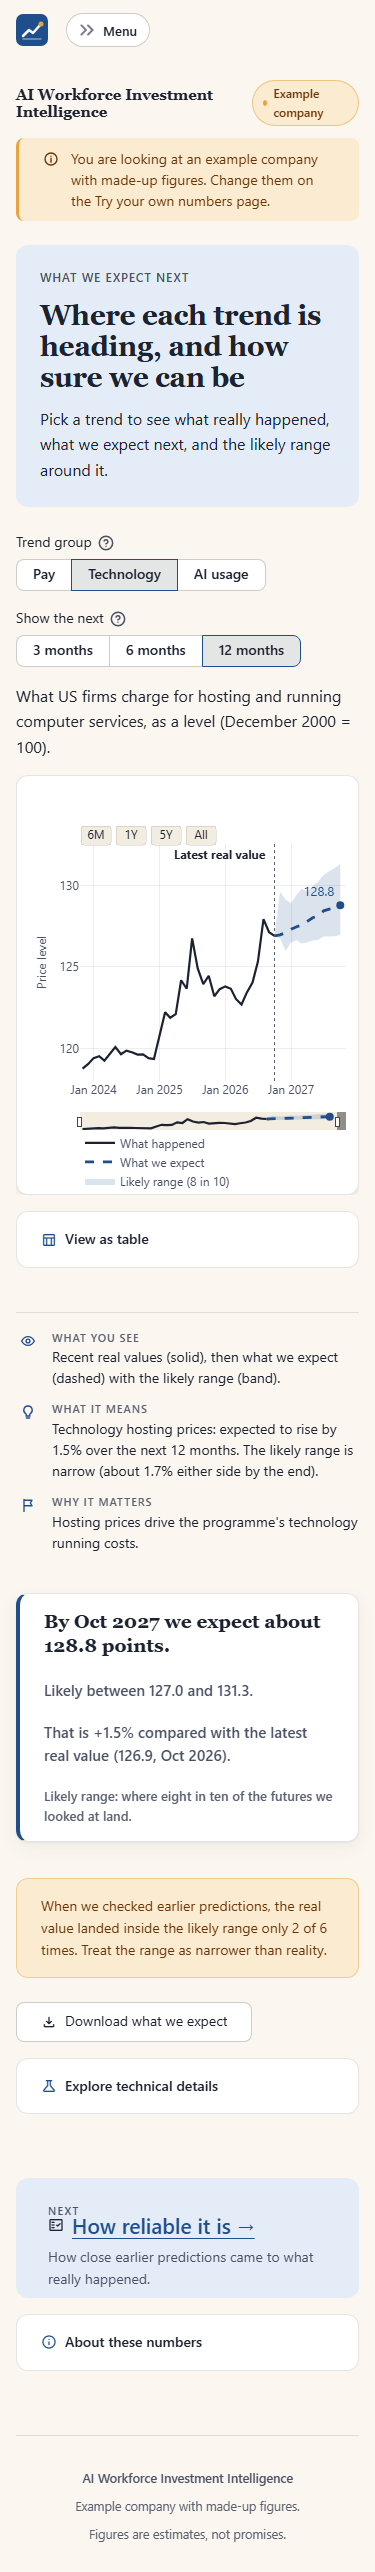 Menu
AI Workforce Investment
Intelligence
Example
company
You are looking at an example company
with made-up figures. Change them on
the Try your own numbers page.
WHAT WE EXPECT NEXT
Where each trend is
heading, and how
sure we can be
Pick a trend to see what really happened,
what we expect next, and the likely range
around it.
Trend group
Pay Technology AI usage
Show the next
3 months 6 months 12 months
What US firms charge for hosting and running
computer services, as a level (December 2000 =
100).
6M 1Y 5Y All
Latest real value
130
128.8
125
120
Price level
Jan 2024 Jan 2025 Jan 2026 Jan 2027
What happened
What we expect
Likely range (8 in 10)
View as table
WHAT YOU SEE
Recent real values (solid), then what we expect
(dashed) with the likely range (band).
WHAT IT MEANS
Technology hosting prices: expected to rise by
1.5% over the next 12 months. The likely range is
narrow (about 1.7% either side by the end).
WHY IT MATTERS
Hosting prices drive the programme's technology
running costs.
By Oct 2027 we expect about
128.8 points.
Likely between 127.0 and 131.3.
That is +1.5% compared with the latest
real value (126.9, Oct 2026).
Likely range: where eight in ten of the futures we
looked at land.
When we checked earlier predictions, the real
value landed inside the likely range only 2 of 6
times. Treat the range as narrower than reality.
Download what we expect
Explore technical details
NEXT
How reliable it is →
How close earlier predictions came to what
really happened.
About these numbers
AI Workforce Investment Intelligence
Example company with made-up figures.
Figures are estimates, not promises.